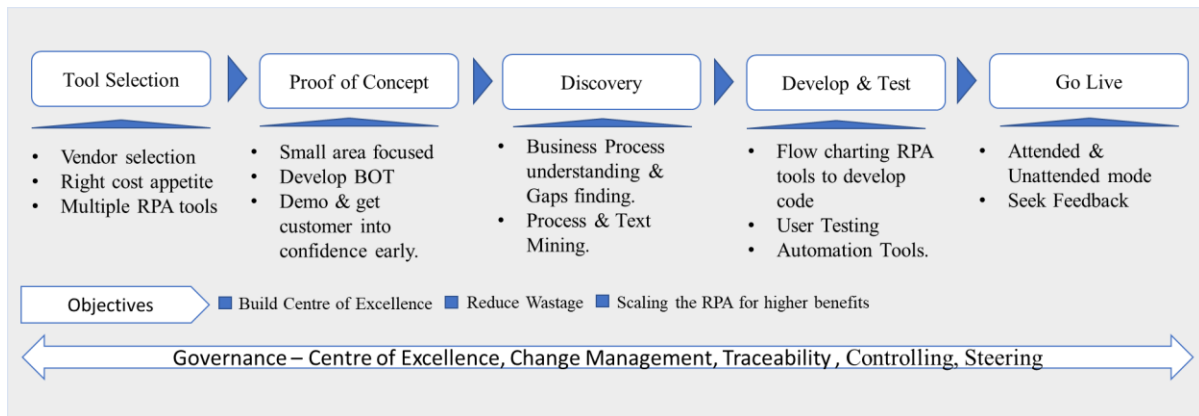 Tool Selection
Proof of Concept
Discovery
Develop & Test
Go Live
• Vendor selection
• Right cost appetite
• Multiple RPA tools
• Small area focused
• Develop BOT
• Demo & get
customer into
confidence early.
• Business Process
understanding &
Gaps finding.
• Process & Text
Mining.
• Flow charting RPA
tools to develop
code
• User Testing
• Automation Tools.
• Attended &
Unattended mode
• Seek Feedback
Objectives
Build Centre of Excellence Reduce Wastage Scaling the RPA for higher benefits
Governance – Centre of Excellence, Change Management, Traceability , Controlling, Steering